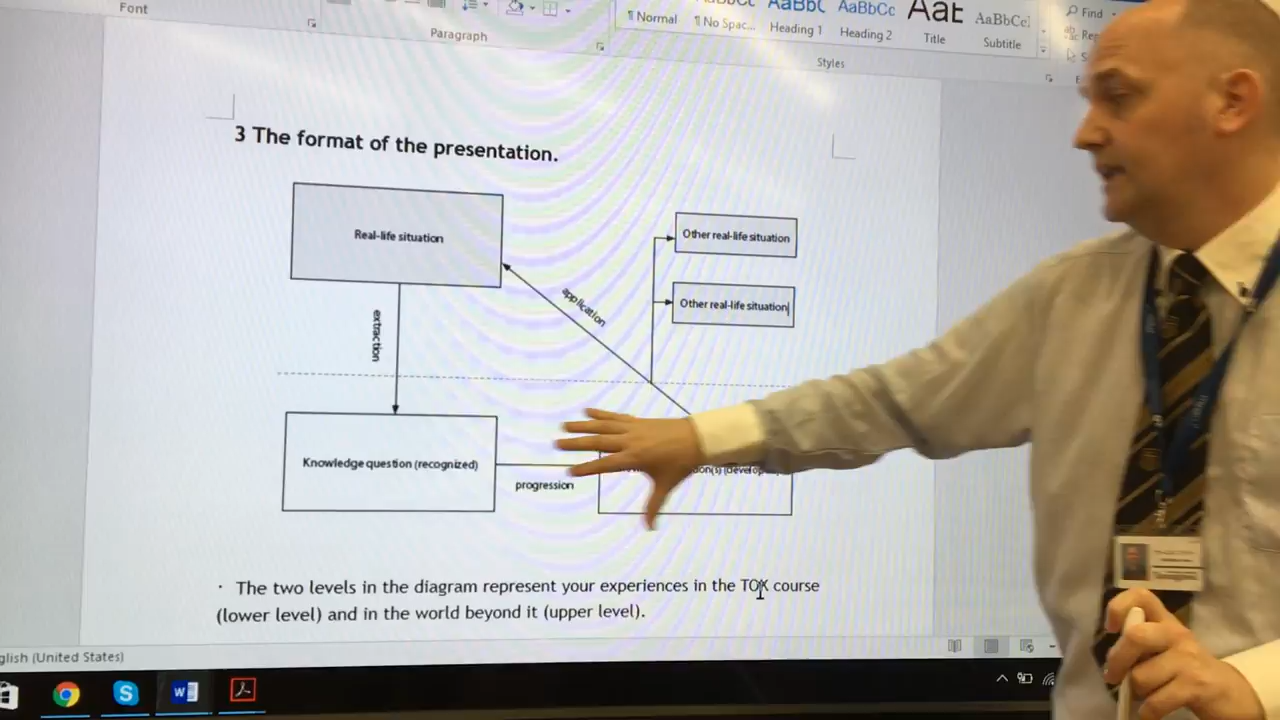 Font
Paragraph
AaBbC AaBbCc AaBbCcI
¶ Normal ¶ No Spac... Heading 1 Heading 2 Title Subtitle
Styles
Find
3 The format of the presentation.
Real-life situation
Other real-life situation
Other real-life situation
application
extraction
Knowledge question (recognized)
progression
· The two levels in the diagram represent your experiences in the TOK course
(lower level) and in the world beyond it (upper level).
glish (United States)